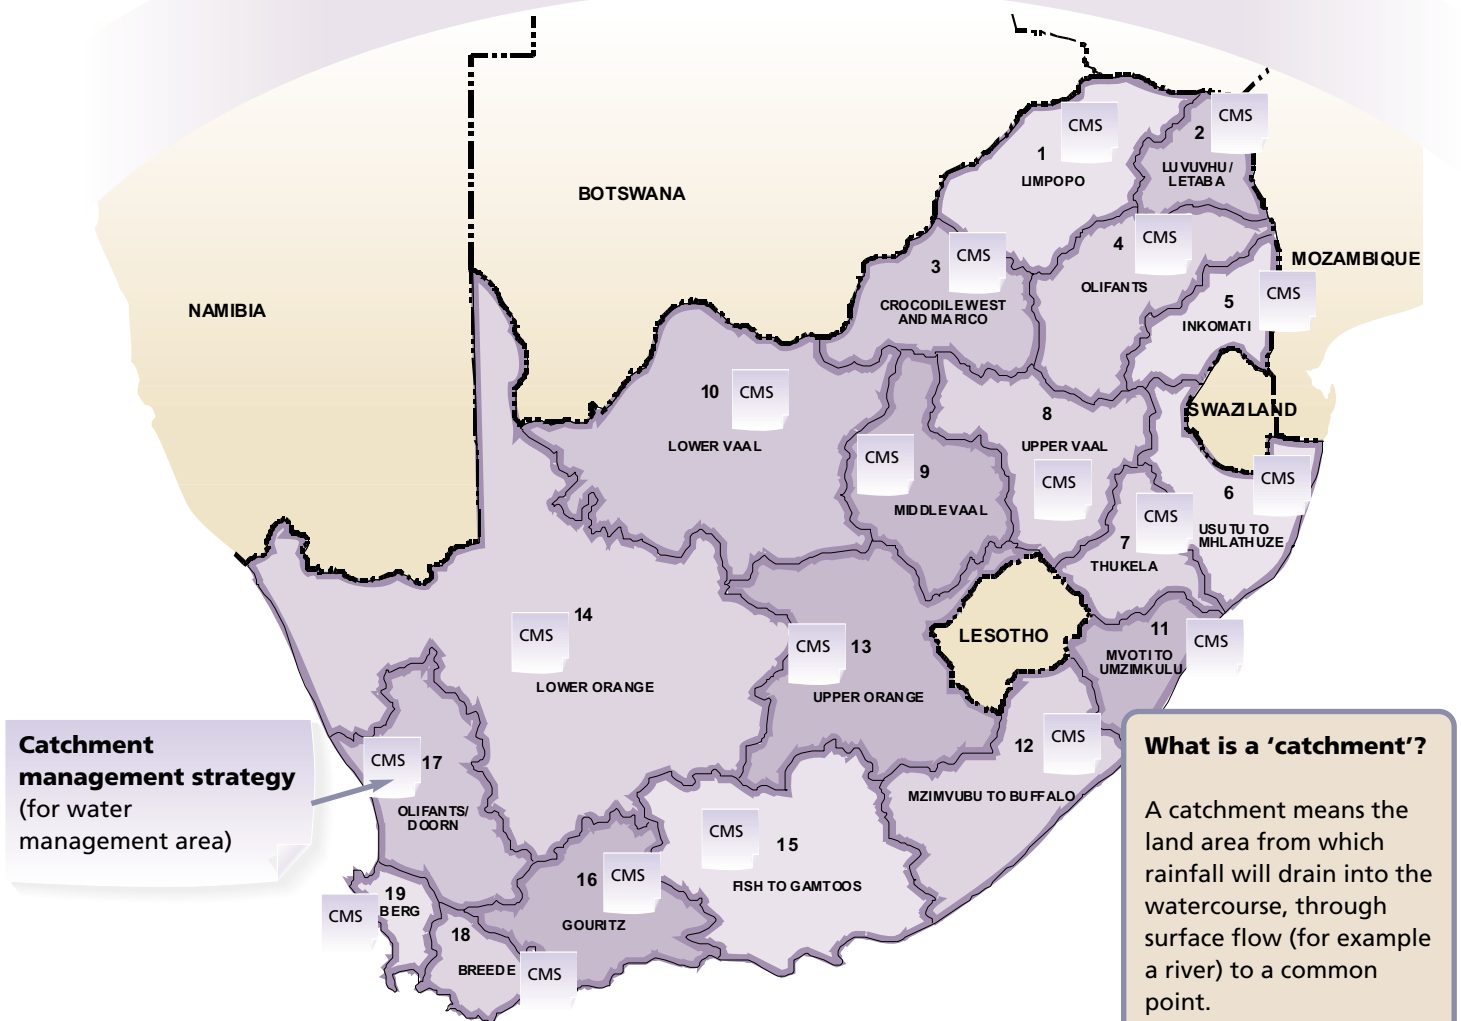 CMS
2
CMS
1
LUVUVHU/
LETABA
LIMPOPO
BOTSWANA
4
CMS
3
CMS
MOZAMBIQUE
OLIFANTS
CMS
NAMIBIA
CROCODILE WEST
AND MARICO
5
INKOMATI
10
CMS
8
SWAZILAND
LOWER VAAL
UPPER VAAL
CMS
9
CMS
CMS
6
MIDDLE VAAL
CMS
USUTU TO
MHLATHUZE
7
THUKELA
14
CMS
LOWER ORANGE
CMS
13
UPPER ORANGE
LESOTHO
11
CMS
MVOTI TO
UMZIMKULU
12
CMS
MZIMVUBU TO BUFFALO
Catchment
management strategy
(for water
management area)
CMS
17
OLIFANTS/
DOORN
CMS
15
FISH TO GAMTOOS
16
CMS
GOURITZ
19
BERG
CMS
18
BREEDE
CMS
What is a ‘catchment’?
A catchment means the
land area from which
rainfall will drain into the
watercourse, through
surface flow (for example
a river) to a common
point.